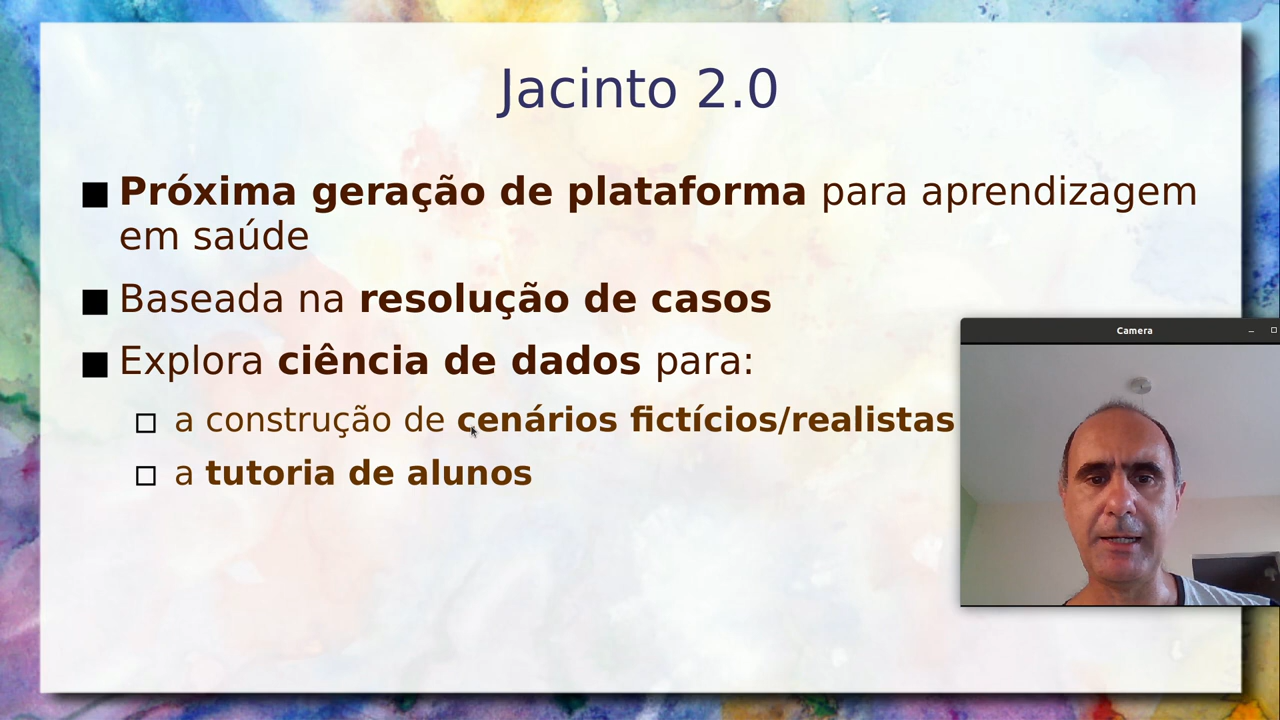 Jacinto 2.0
Próxima geração de plataforma para aprendizagem
em saúde
Baseada na resolução de casos
Explora ciência de dados para:
a construção de cenários fictícios/realistas
a tutoria de alunos
Camera